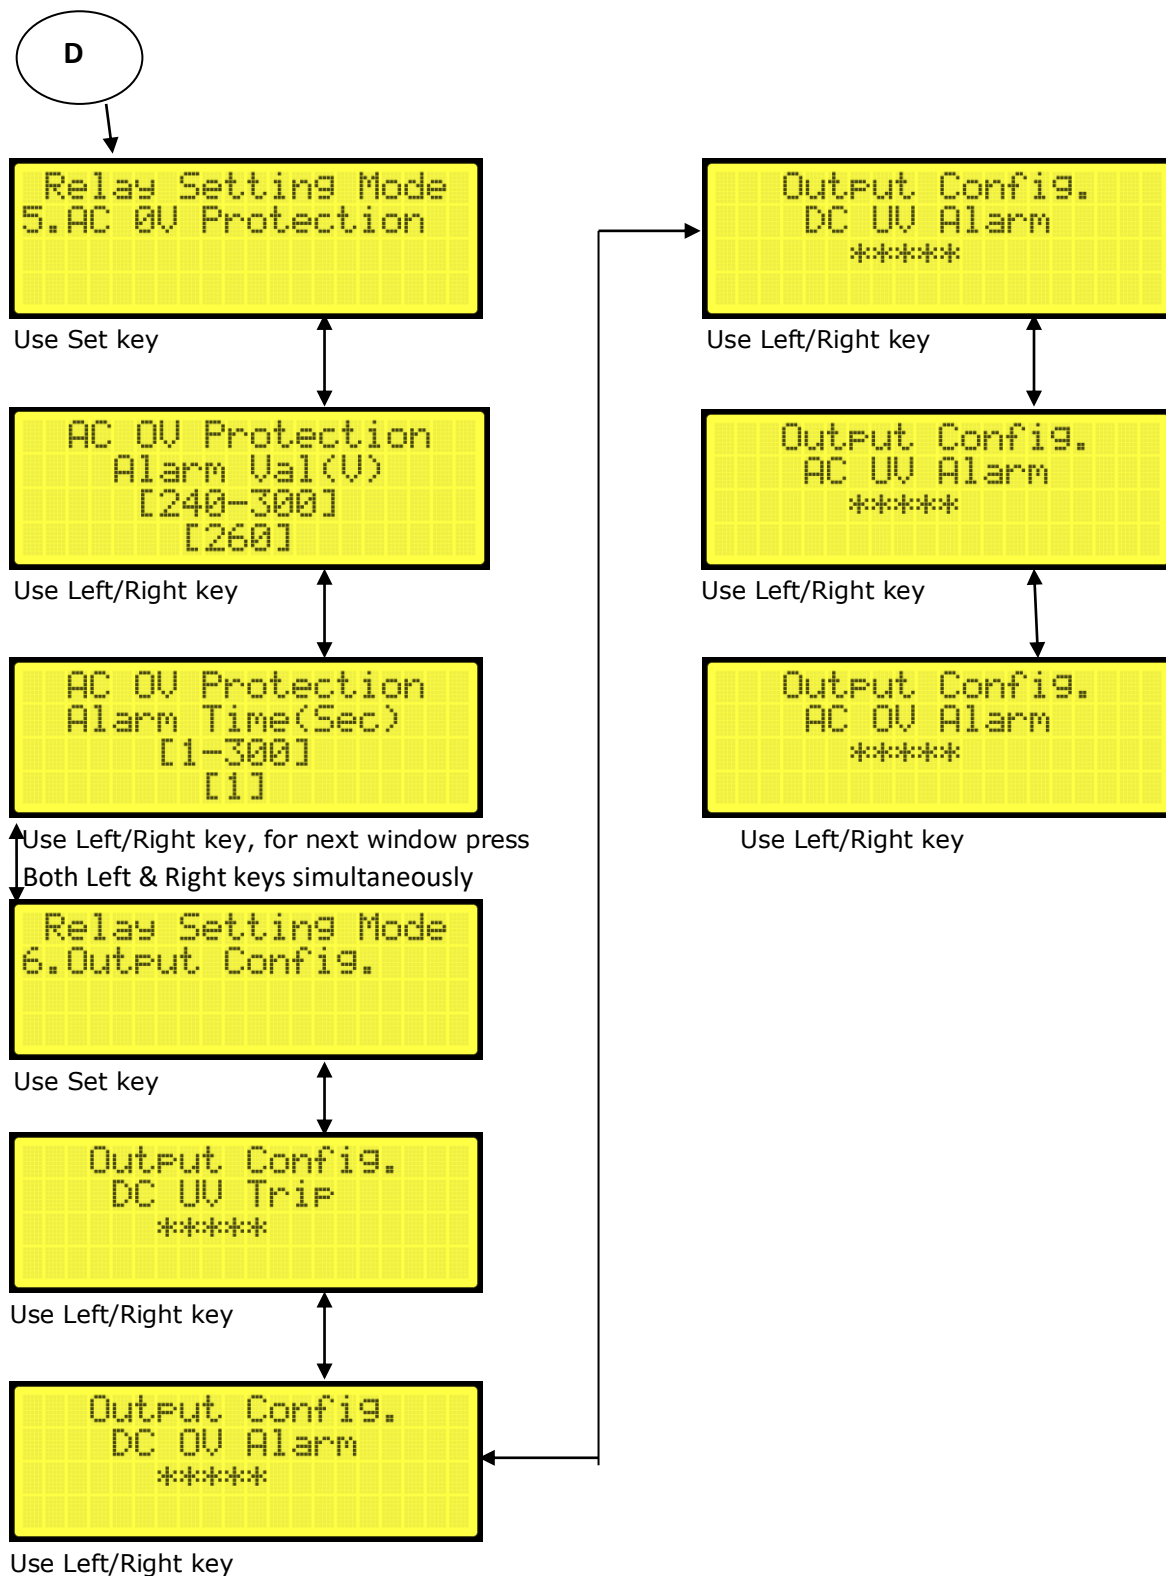 D
Relay Setting Mode
5.AC 0V Protection
Use Set key
AC OV Protection
Alarm Val(V)
[240-300]
[260]
Use Left/Right key
AC OV Protection
Alarm Time(Sec)
[1-300]
[1]
Use Left/Right key, for next window press
Both Left & Right keys simultaneously
Relay Setting Mode
6.Output Config.
Use Set key
Output Config.
DC UV Trip
*****
Use Left/Right key
Output Config.
DC OV Alarm
*****
Use Left/Right key
Output Config.
DC UV Alarm
*****
Use Left/Right key
Output Config.
AC UV Alarm
*****
Use Left/Right key
Output Config.
AC OV Alarm
*****
Use Left/Right key